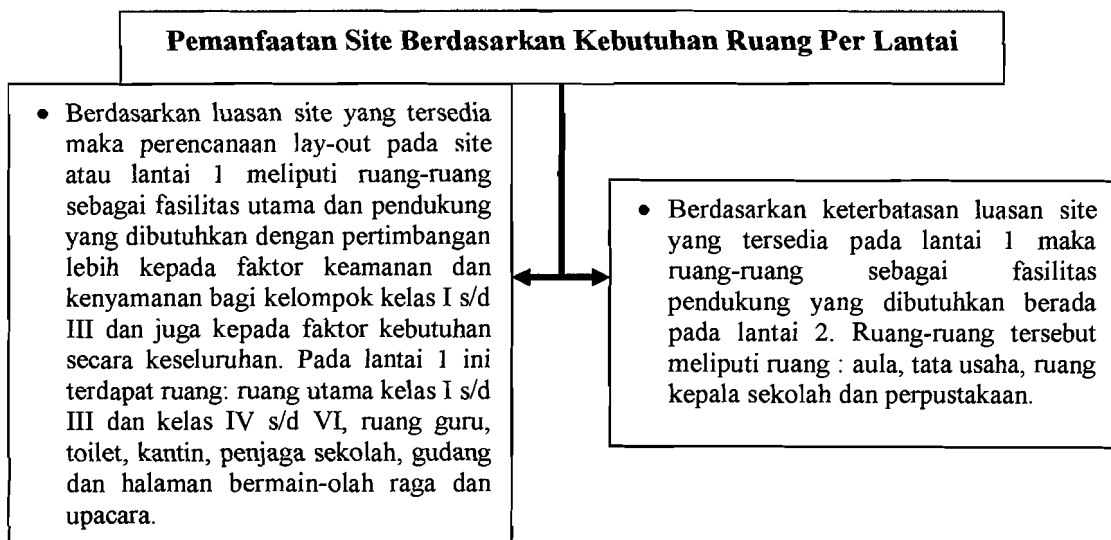 Pemanfaatan Site Berdasarkan Kebutuhan Ruang Per Lantai
• Berdasarkan luasan site yang tersedia
maka perencanaan lay-out pada site
atau lantai 1 meliputi ruang-ruang
sebagai fasilitas utama dan pendukung
yang dibutuhkan dengan pertimbangan
lebih kepada faktor keamanan dan
kenyamanan bagi kelompok kelas I s/d
III dan juga kepada faktor kebutuhan
secara keseluruhan. Pada lantai 1 ini
terdapat ruang: ruang utama kelas I s/d
III dan kelas IV s/d VI, ruang guru,
toilet, kantin, penjaga sekolah, gudang
dan halaman bermain-olah raga dan
upacara.
• Berdasarkan keterbatasan luasan site
yang tersedia pada lantai 1 maka
ruang-ruang sebagai fasilitas
pendukung yang dibutuhkan berada
pada lantai 2. Ruang-ruang tersebut
meliputi ruang : aula, tata usaha, ruang
kepala sekolah dan perpustakaan.